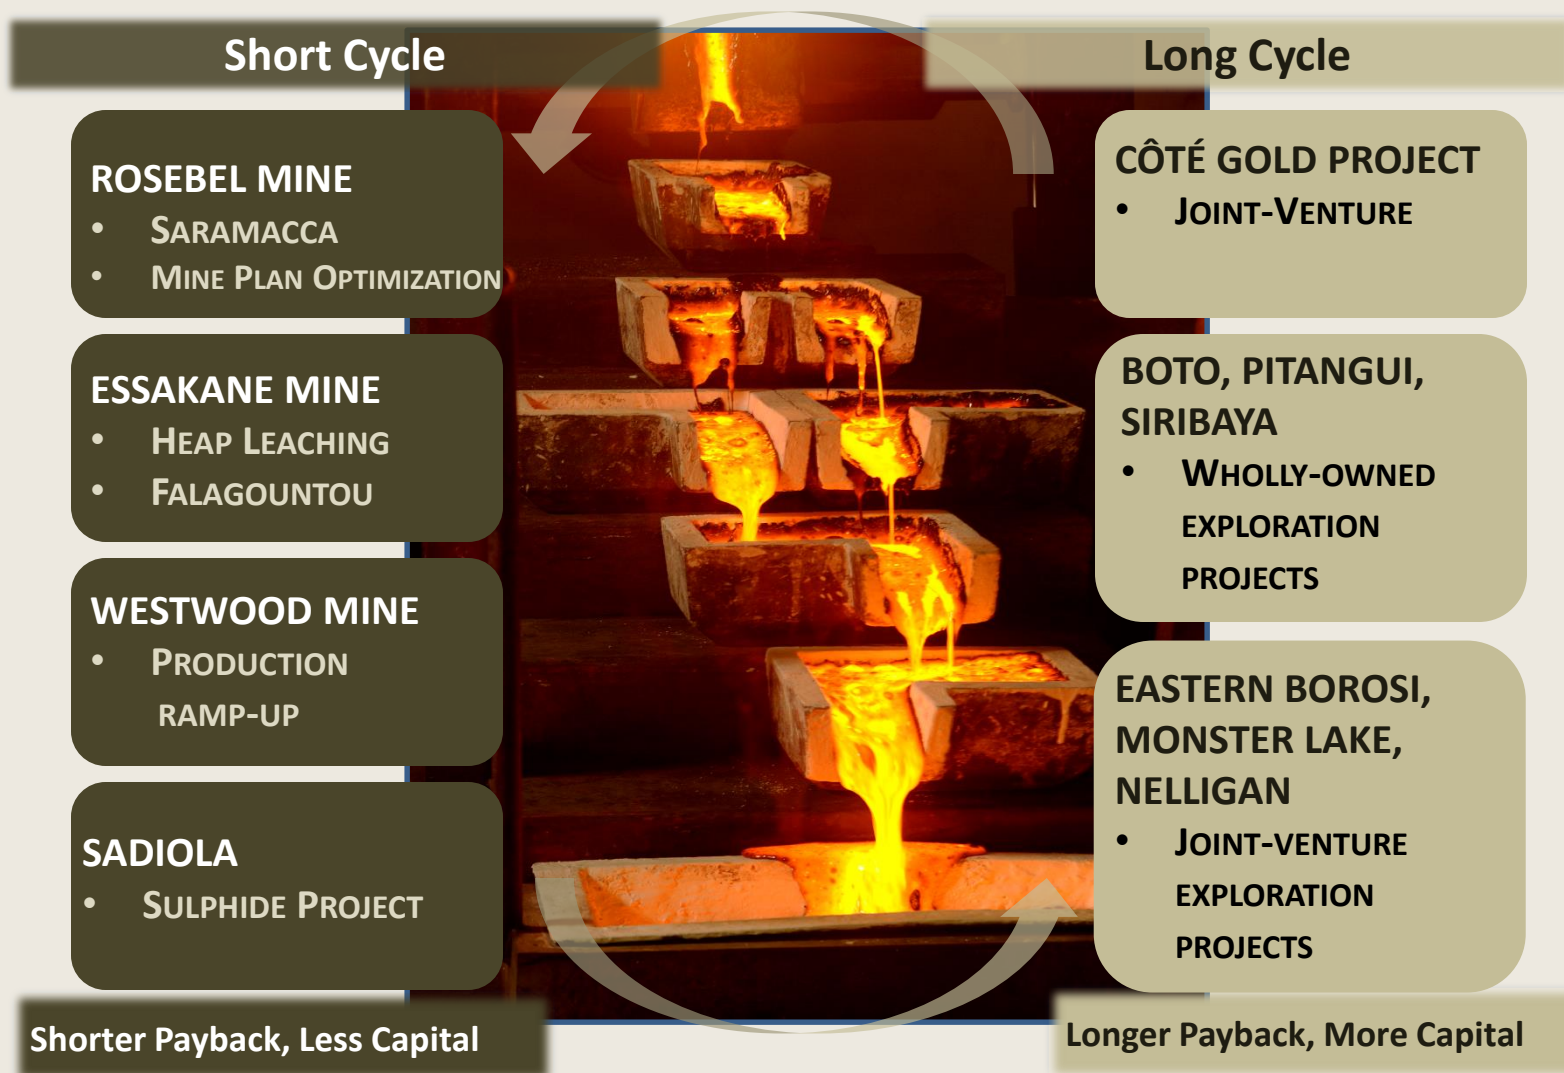 Short Cycle
ROSEBEL MINE
• SARAMACCA
• MINE PLAN OPTIMIZATION
ESSAKANE MINE
• HEAP LEACHING
• FALAGOUNTOU
WESTWOOD MINE
• PRODUCTION
RAMP-UP
SADIOLA
• SULPHIDE PROJECT
Shorter Payback, Less Capital
Long Cycle
CÔTÉ GOLD PROJECT
• JOINT-VENTURE
BOTO, PITANGUI,
SIRIBAYA
• WHOLLY-OWNED
EXPLORATION
PROJECTS
EASTERN BOROSI,
MONSTER LAKE,
NELLIGAN
• JOINT-VENTURE
EXPLORATION
PROJECTS
Longer Payback, More Capital